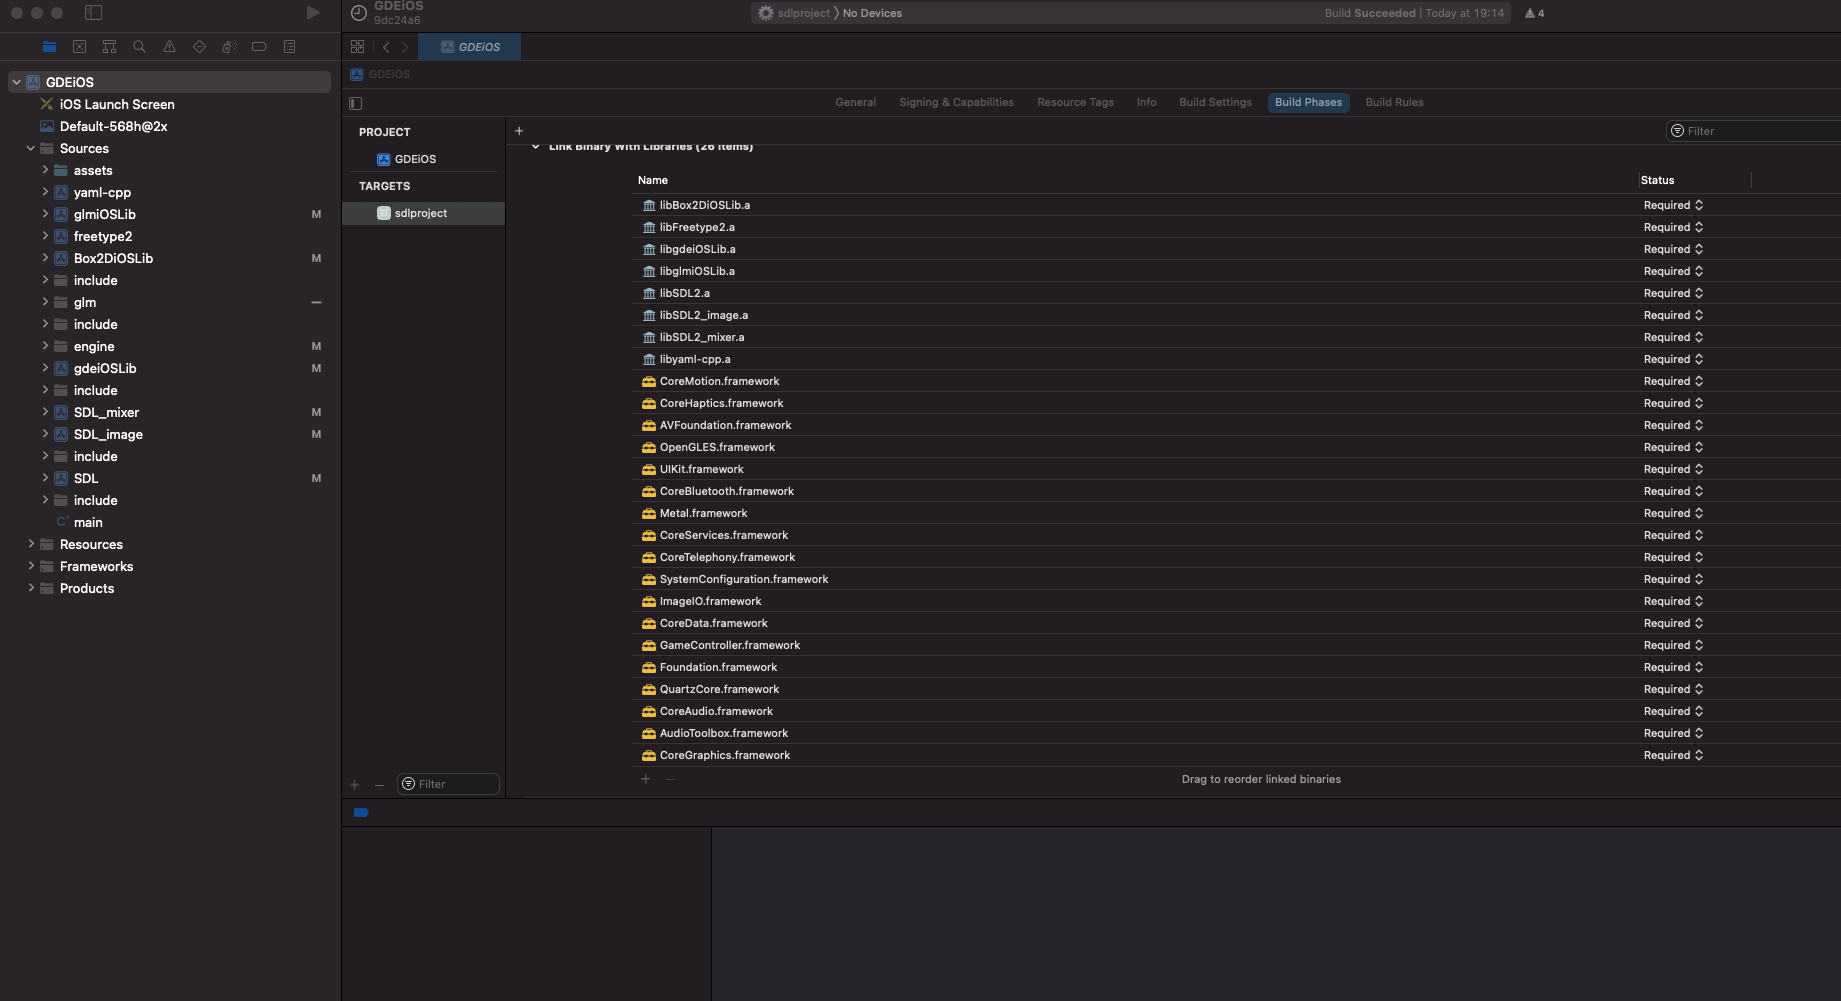 GDEiOS
9dc24a6
sdlproject
No Devices
Build Succeeded | Today at 19:14
4
GDEiOS
GDEiOS
General
Signing & Capabilities
Resource Tags
Info
Build Settings
Build Phases
Build Rules
GDEiOS
iOS Launch Screen
Default-568h@2x
Sources
assets
yaml-cpp
glmiOSLib M
freetype2
Box2DiOSLib M
include
glm
include
engine M
gdeiOSLib M
include
SDL_mixer M
SDL_image M
include
SDL M
include
main
Resources
Frameworks
Products
PROJECT
GDEiOS
TARGETS
sdlproject
Filter
Filter
Link Binary With Libraries (26 items)
Name Status
libBox2DiOSLib.a Required
libFreetype2.a Required
libgdeiOSLib.a Required
libglmiOSLib.a Required
libSDL2.a Required
libSDL2_image.a Required
libSDL2_mixer.a Required
libyaml-cpp.a Required
CoreMotion.framework Required
CoreHaptics.framework Required
AVFoundation.framework Required
OpenGLES.framework Required
UIKit.framework Required
CoreBluetooth.framework Required
Metal.framework Required
CoreServices.framework Required
CoreTelephony.framework Required
SystemConfiguration.framework Required
ImageIO.framework Required
CoreData.framework Required
GameController.framework Required
Foundation.framework Required
QuartzCore.framework Required
CoreAudio.framework Required
AudioToolbox.framework Required
CoreGraphics.framework Required
Drag to reorder linked binaries